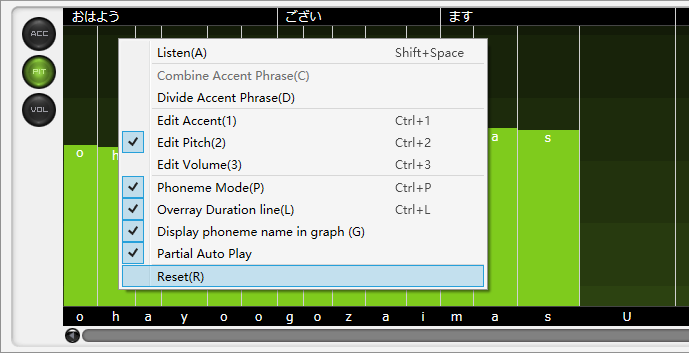 おはよう ござい ます
ACC
PIT
VOL
Listen(A) Shift+Space
Combine Accent Phrase(C)
Divide Accent Phrase(D)
Edit Accent(1) Ctrl+1
Edit Pitch(2) Ctrl+2
Edit Volume(3) Ctrl+3
Phoneme Mode(P) Ctrl+P
Overray Duration line(L) Ctrl+L
Display phoneme name in graph (G)
Partial Auto Play
Reset(R)
o h a s
o h a y o o g o z a i m a s U